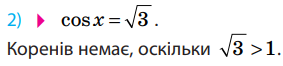 2) cos x = √3 .
Коренів немає, оскільки √3 > 1.